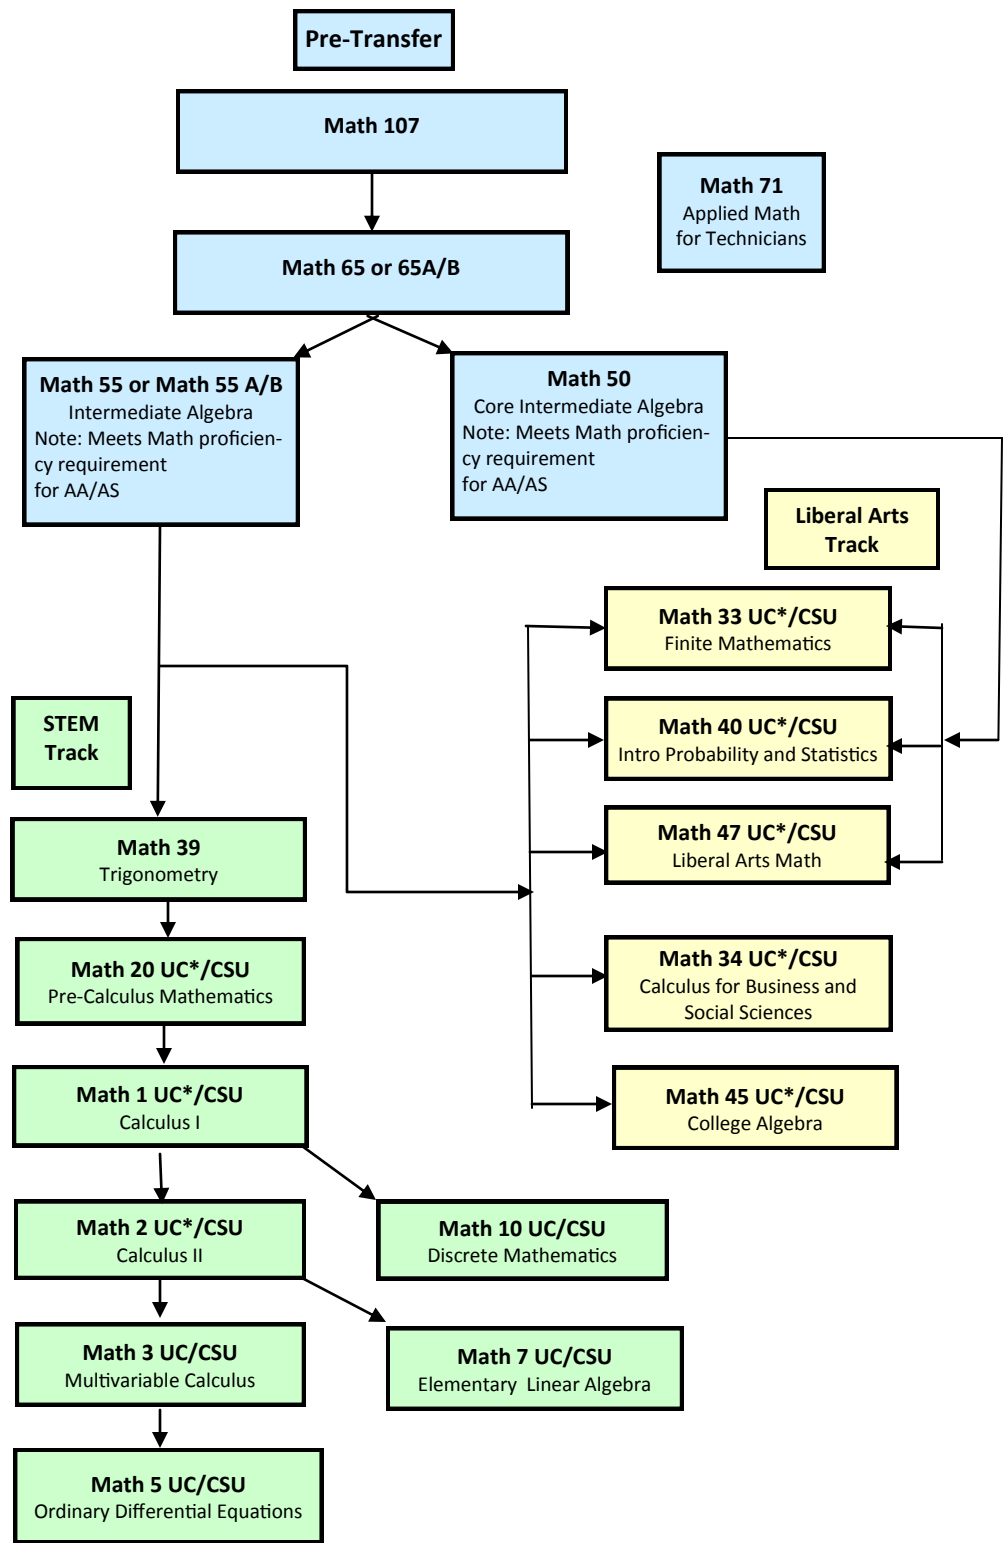 Pre-Transfer
Math 107
Math 71
Applied Math
for Technicians
Math 65 or 65A/B
Math 55 or Math 55 A/B
Intermediate Algebra
Note: Meets Math proficien-
cy requirement
for AA/AS
Math 50
Core Intermediate Algebra
Note: Meets Math proficien-
cy requirement
for AA/AS
Liberal Arts
Track
Math 33 UC*/CSU
Finite Mathematics
STEM
Track
Math 40 UC*/CSU
Intro Probability and Statistics
Math 39
Trigonometry
Math 47 UC*/CSU
Liberal Arts Math
Math 20 UC*/CSU
Pre-Calculus Mathematics
Math 34 UC*/CSU
Calculus for Business and
Social Sciences
Math 1 UC*/CSU
Calculus I
Math 45 UC*/CSU
College Algebra
Math 2 UC*/CSU
Calculus II
Math 10 UC/CSU
Discrete Mathematics
Math 3 UC/CSU
Multivariable Calculus
Math 7 UC/CSU
Elementary Linear Algebra
Math 5 UC/CSU
Ordinary Differential Equations